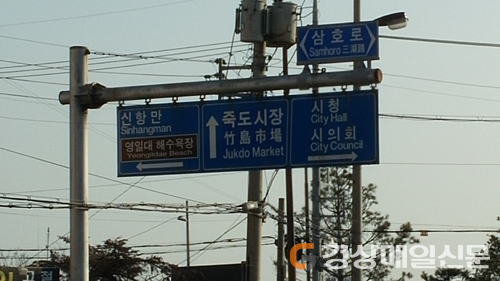 삼호로
Samhoro 三湖路
신항만
Sinhangman
영일대 해수욕장
Yeongildae Beach
죽도시장
竹島市場
Jukdo Market
시청
City Hall
시의회
City Council
경상매일신문